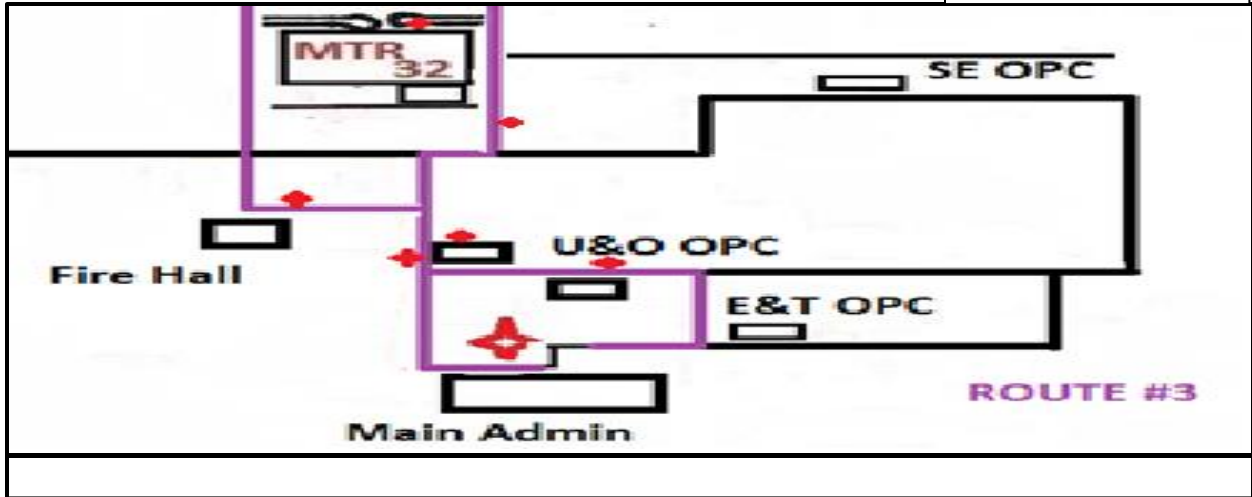 MTR
32
SE OPC
U&O OPC
Fire Hall
E&T OPC
ROUTE #3
Main Admin